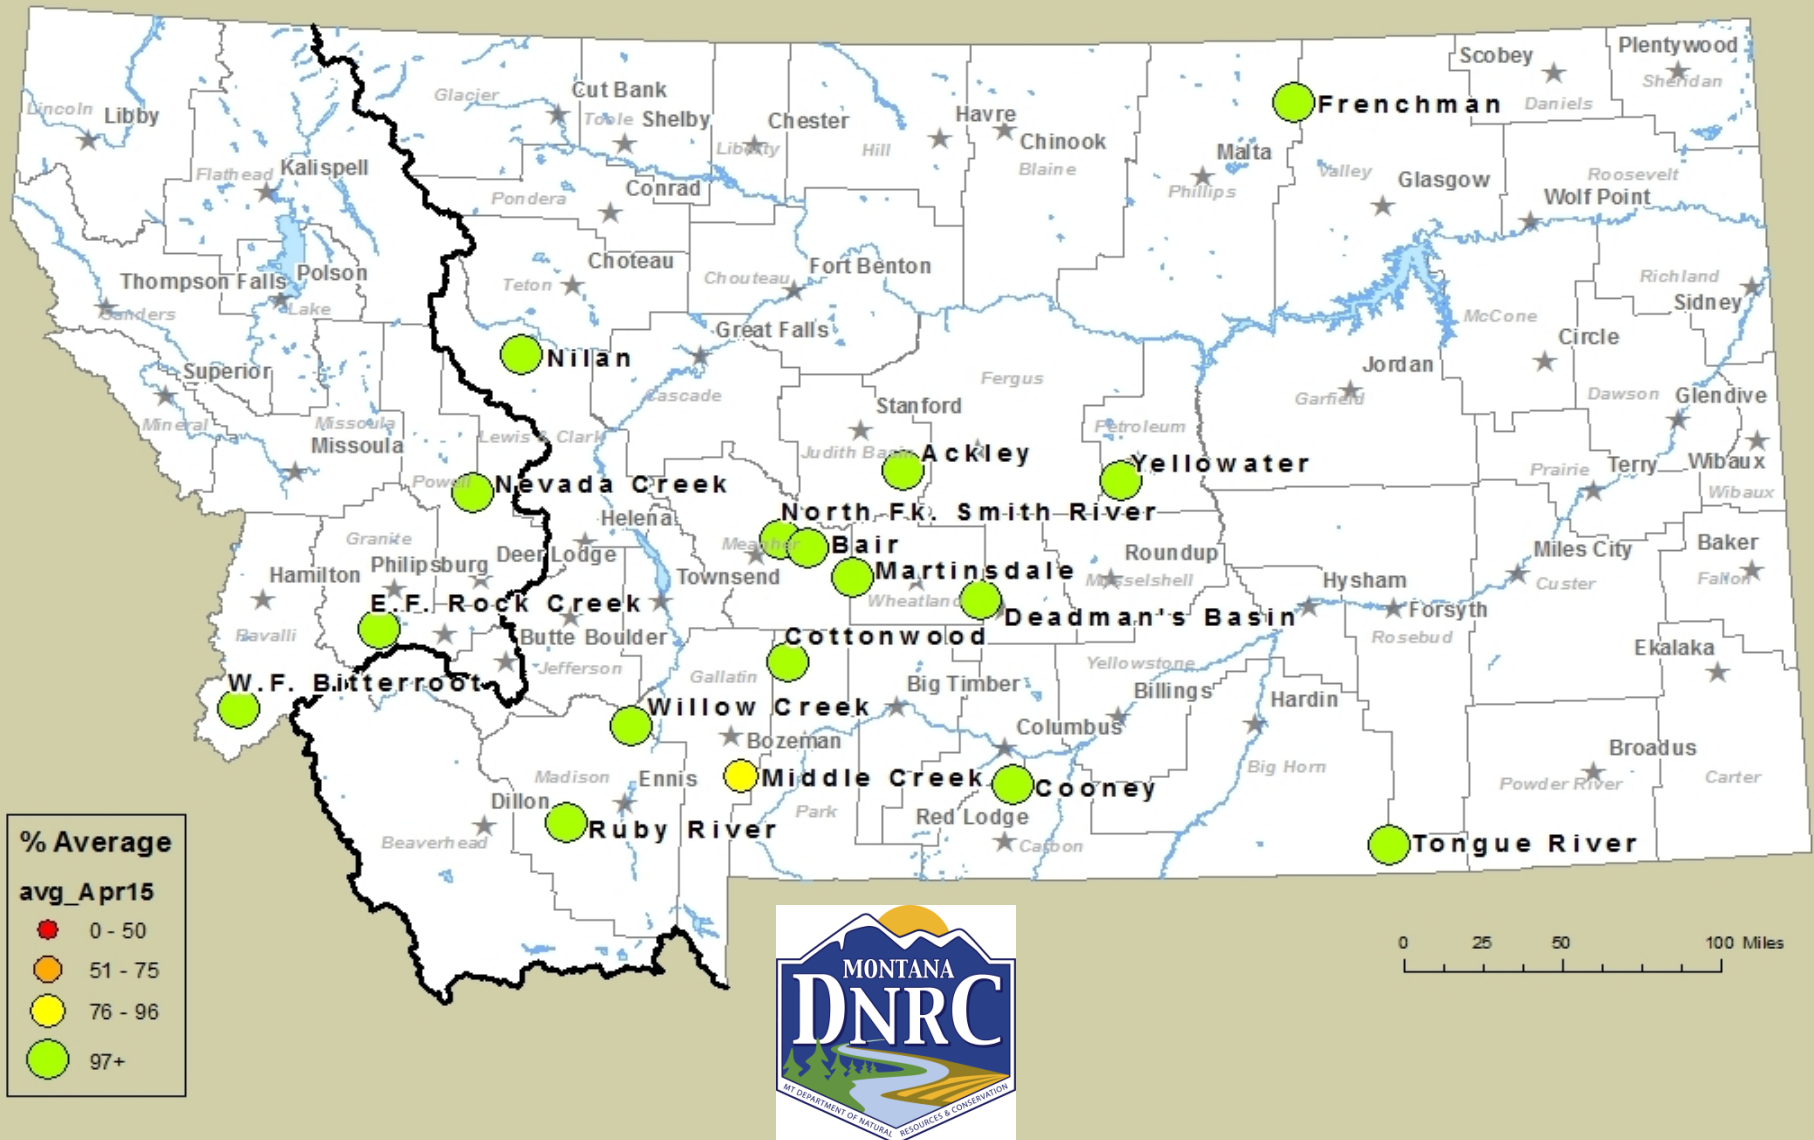 Plentywood
Scobey
Sheridan
Cut Bank
Glacier
Frenchman
Daniels
Lincoln
Libby
Toole
Shelby
Chester
Havre
Liberty
Hill
Chinook
Malta
Blaine
Kalispell
Flathead
Valley
Glasgow
Roosevelt
Phillips
Wolf Point
Conrad
Pondera
Choteau
Fort Benton
Thompson Falls
Polson
Teton
Chouteau
Richland
Sidney
Sanders
Lake
McCone
Great Falls
Circle
Nilan
Jordan
Superior
Fergus
Cascade
Garfield
Dawson
Glendive
Stanford
Mineral
Missoula
Petroleum
Missoula
Lewis & Clark
Judith Basin
Ackley
Yellowater
Prairie
Terry
Wibaux
Powell
Nevada Creek
Wibaux
North Fk. Smith River
Helena
Granite
Meagher
Bair
Deer Lodge
Roundup
Miles City
Baker
Philipsburg
Hamilton
Townsend
Martinsdale
Musselshell
Hysham
Custer
Fallon
E.F. Rock Creek
Wheatland
Deadman's Basin
Forsyth
Ravalli
Butte
Boulder
Cottonwood
Rosebud
Ekalaka
Jefferson
Gallatin
Yellowstone
W.F. Bitterroot
Big Timber
Billings
Hardin
Willow Creek
Columbus
Bozeman
Broadus
Madison
Ennis
Middle Creek
Cooney
Big Horn
Powder River
Carter
Dillon
Park
Red Lodge
Ruby River
Beaverhead
Carbon
Tongue River
% Average
avg_Apr15
0 - 50
51 - 75
76 - 96
97+
0 25 50 100 Miles
MONTANA
DNRC
MT DEPARTMENT OF NATURAL RESOURCES & CONSERVATION